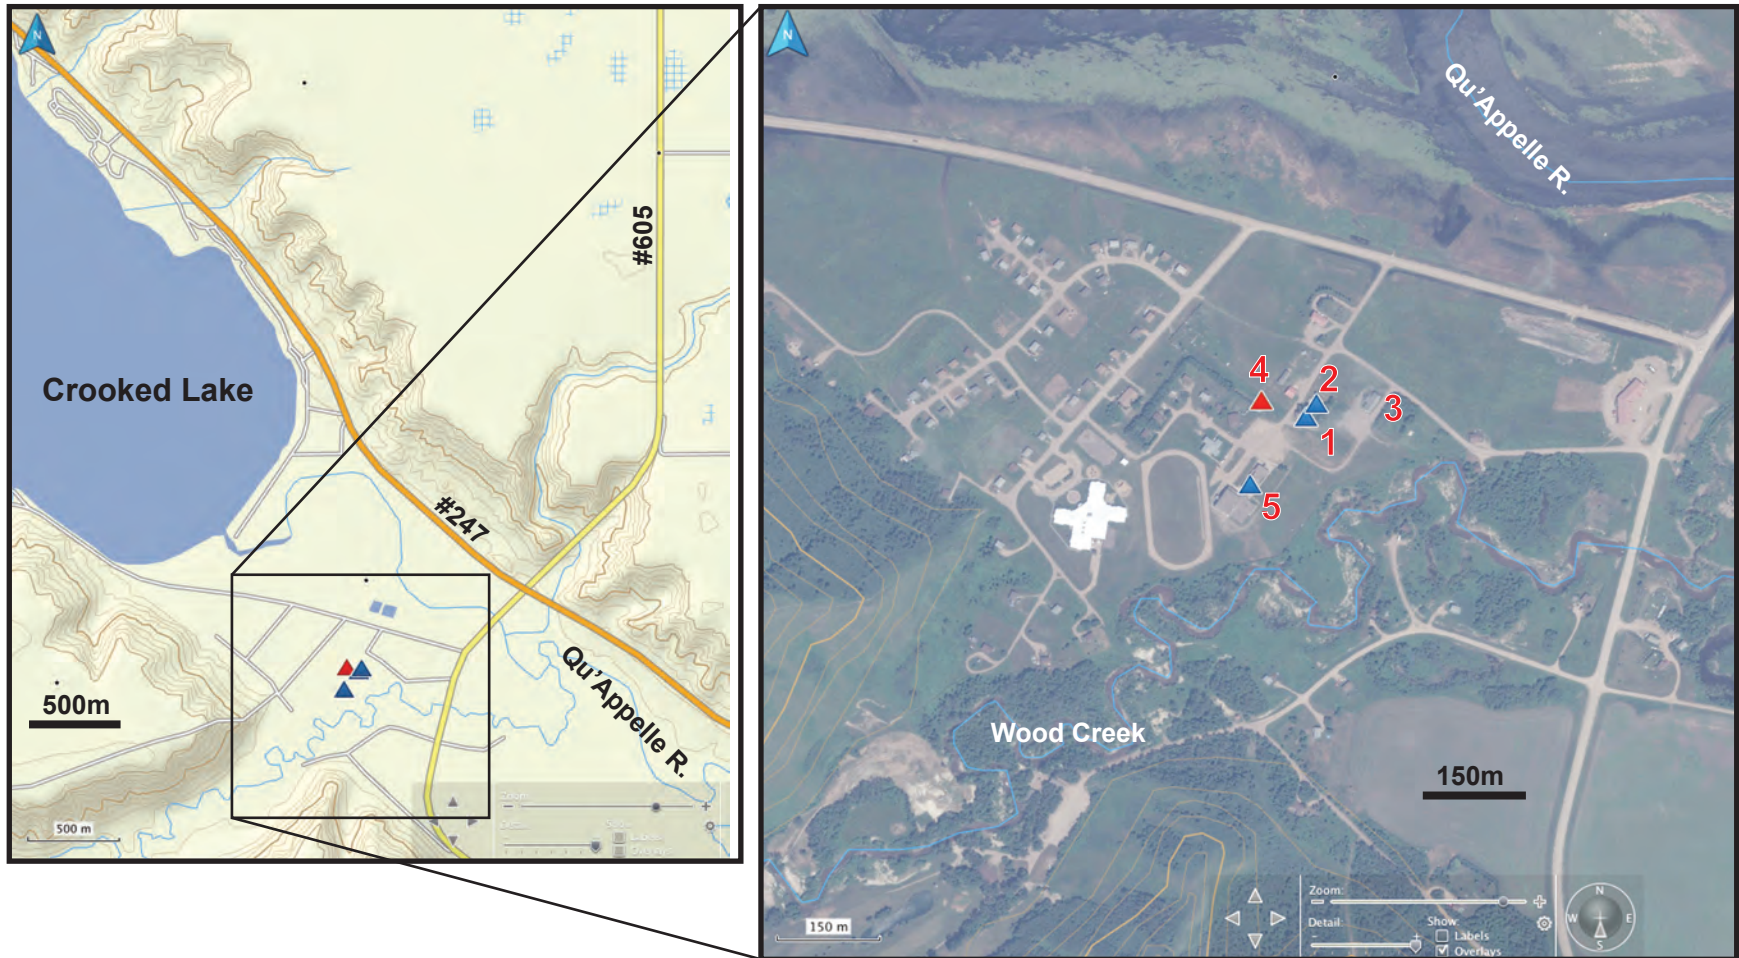 N
#605
Crooked Lake
#247
Qu'Appelle R.
500m
500 m
Zoom:
N
Qu'Appelle R.
4
2
3
1
5
Wood Creek
150m
150 m
Zoom:
Detail:
Show:
Labels
Overlays
N
W
E
S